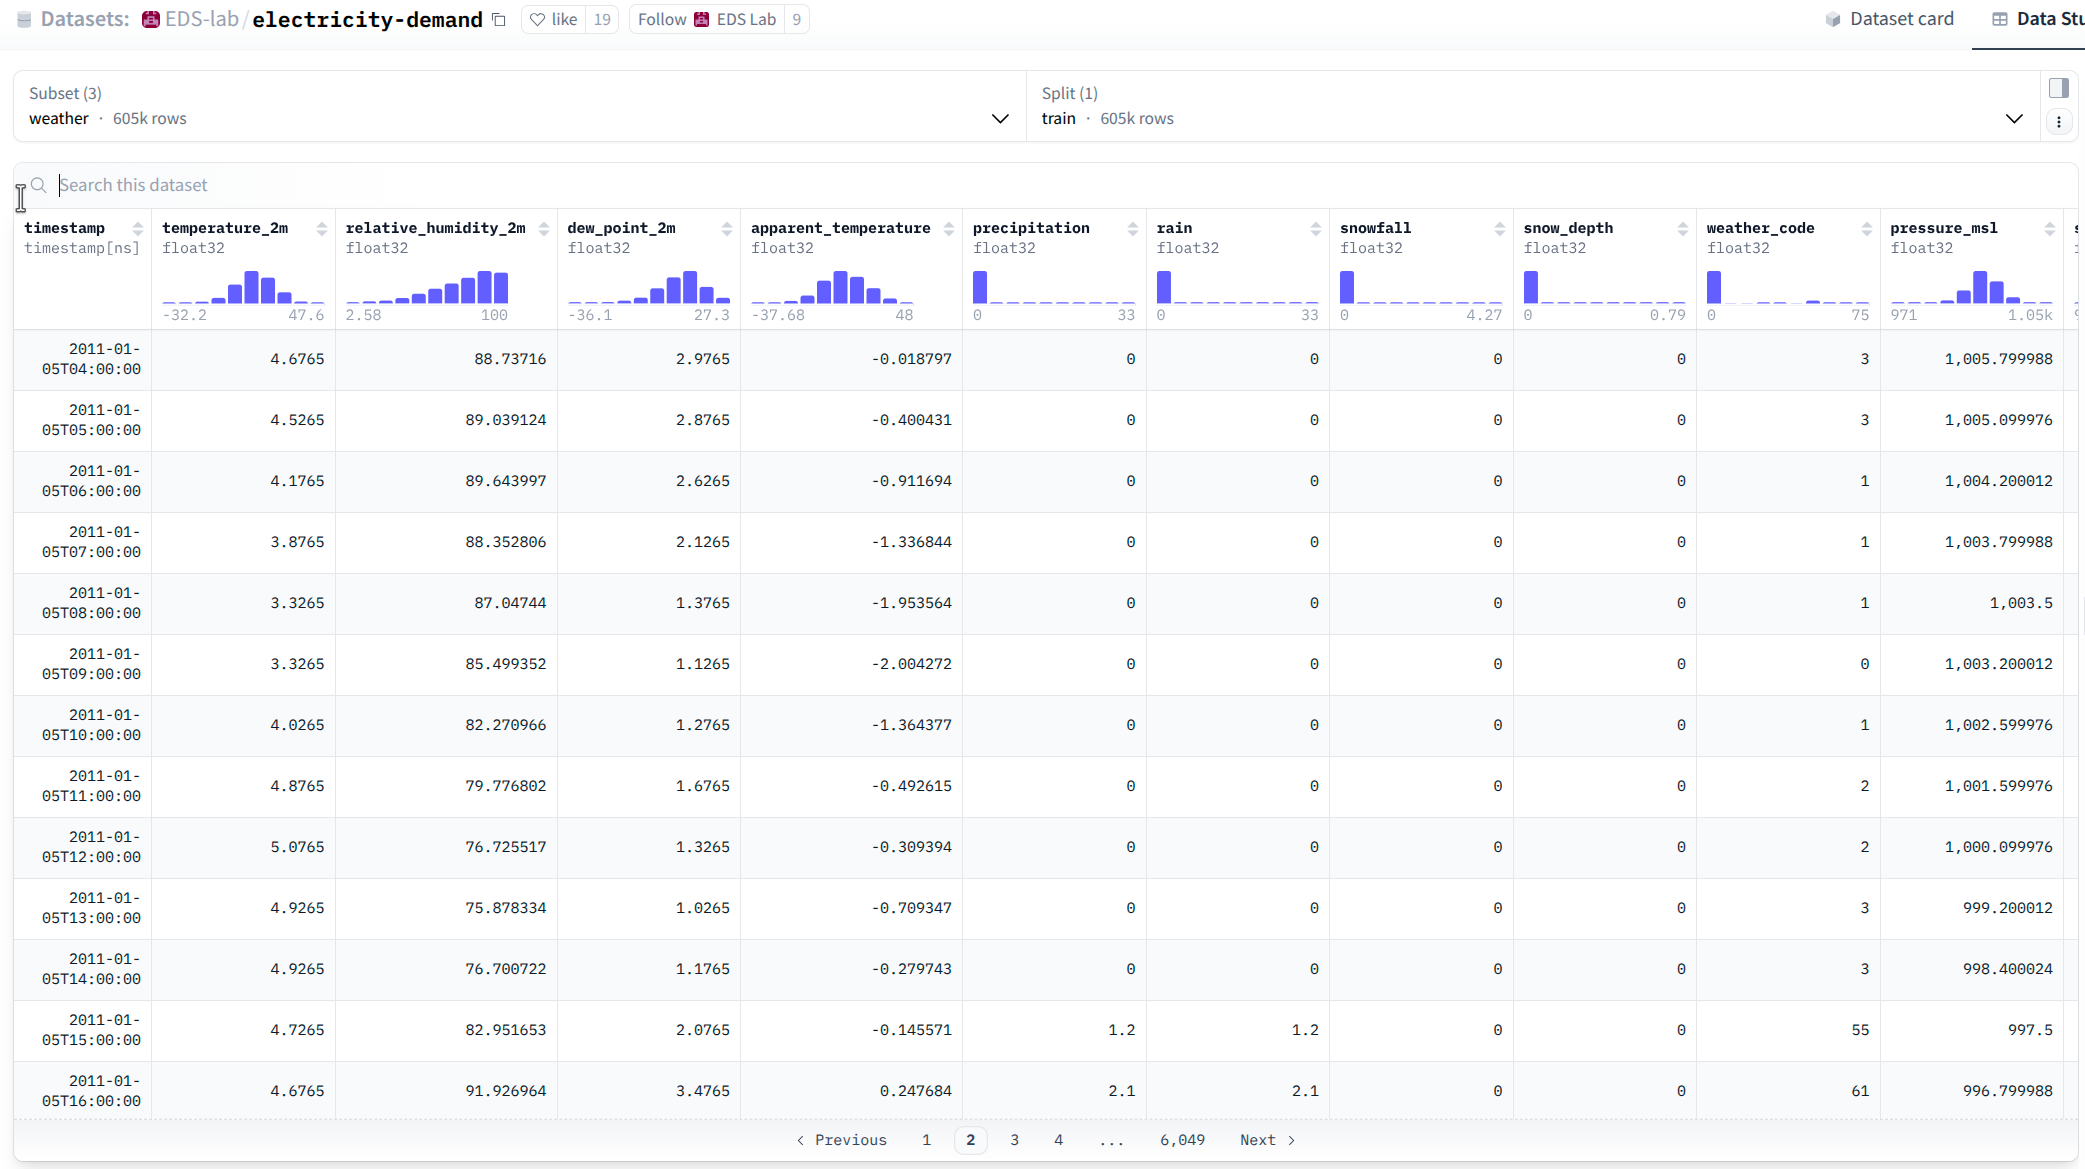 Datasets: EDS-lab/electricity-demand like 19 Follow EDS Lab 9 Dataset card Data Stu
Subset (3) Split (1)
weather · 605k rows train · 605k rows
Search this dataset
timestamp temperature_2m relative_humidity_2m dew_point_2m apparent_temperature precipitation rain snowfall snow_depth weather_code pressure_msl
timestamp[ns] float32 float32 float32 float32 float32 float32 float32 float32 float32 float32
-32.2 47.6 2.58 100 -36.1 27.3 -37.68 48 0 33 0 33 0 4.27 0 0.79 0 75 971 1.05k
2011-01-
05T04:00:00 4.6765 88.73716 2.9765 -0.018797 0 0 0 0 3 1,005.799988
2011-01-
05T05:00:00 4.5265 89.039124 2.8765 -0.400431 0 0 0 0 3 1,005.099976
2011-01-
05T06:00:00 4.1765 89.643997 2.6265 -0.911694 0 0 0 0 1 1,004.200012
2011-01-
05T07:00:00 3.8765 88.352806 2.1265 -1.336844 0 0 0 0 1 1,003.799988
2011-01-
05T08:00:00 3.3265 87.04744 1.3765 -1.953564 0 0 0 0 1 1,003.5
2011-01-
05T09:00:00 3.3265 85.499352 1.1265 -2.004272 0 0 0 0 0 1,003.200012
2011-01-
05T10:00:00 4.0265 82.270966 1.2765 -1.364377 0 0 0 0 1 1,002.599976
2011-01-
05T11:00:00 4.8765 79.776802 1.6765 -0.492615 0 0 0 0 2 1,001.599976
2011-01-
05T12:00:00 5.0765 76.725517 1.3265 -0.309394 0 0 0 0 2 1,000.099976
2011-01-
05T13:00:00 4.9265 75.878334 1.0265 -0.709347 0 0 0 0 3 999.200012
2011-01-
05T14:00:00 4.9265 76.700722 1.1765 -0.279743 0 0 0 0 3 998.400024
2011-01-
05T15:00:00 4.7265 82.951653 2.0765 -0.145571 1.2 1.2 0 0 55 997.5
2011-01-
05T16:00:00 4.6765 91.926964 3.4765 0.247684 2.1 2.1 0 0 61 996.799988
< Previous 1 2 3 4 ... 6,049 Next >